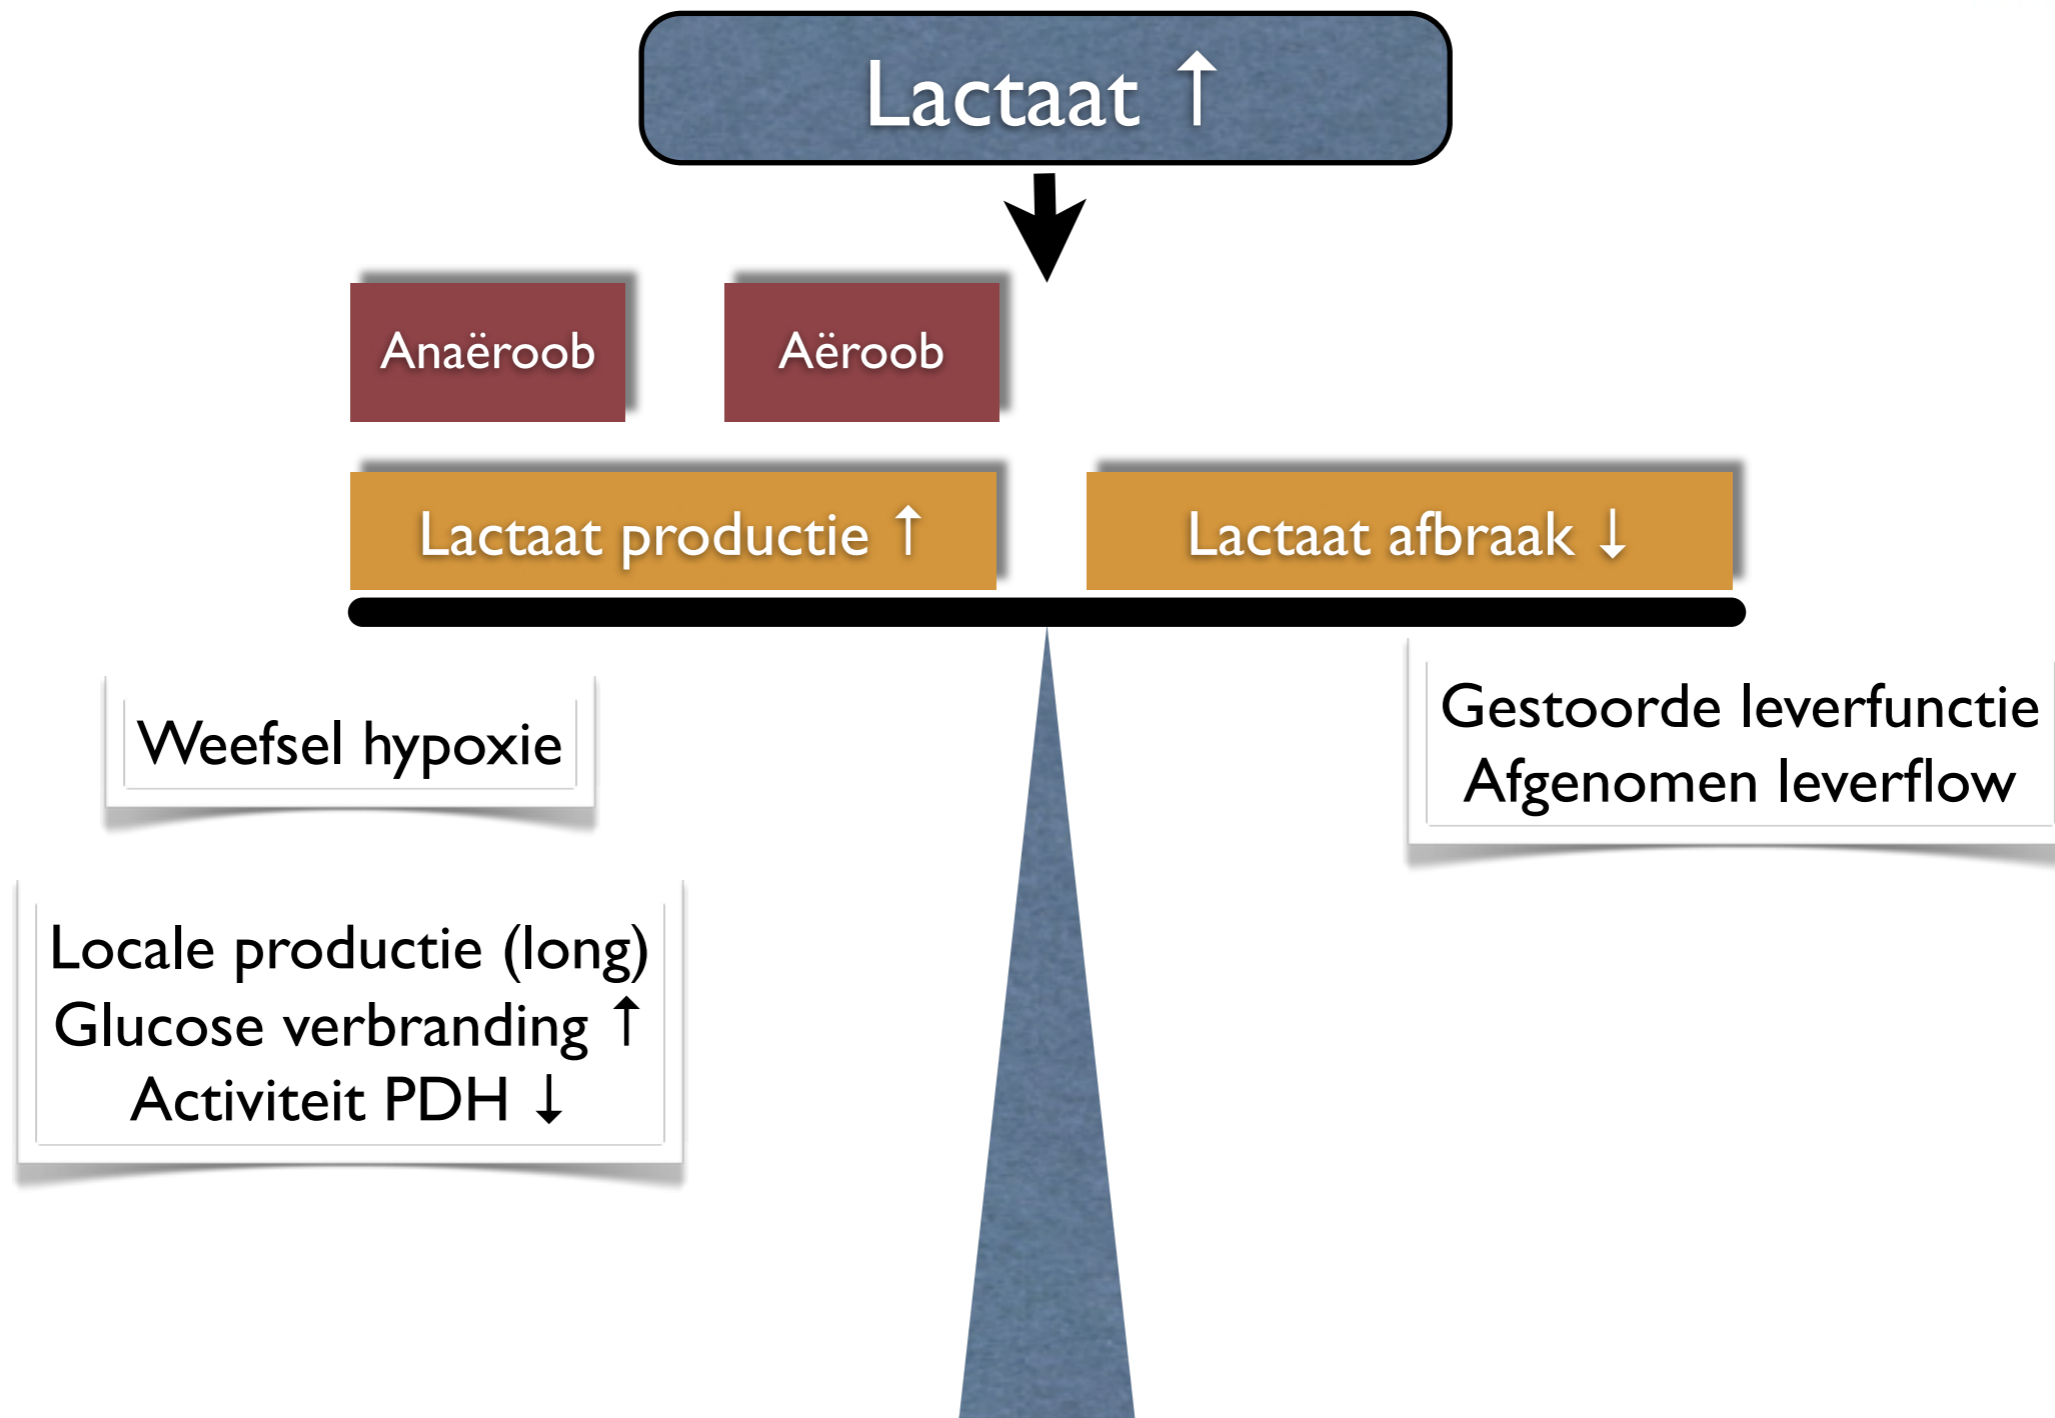 Lactaat ↑
Anaëroob
Aëroob
Lactaat productie ↑
Lactaat afbraak ↓
Weefsel hypoxie
Locale productie (long)
Glucose verbranding ↑
Activiteit PDH ↓
Gestoorde leverfunctie
Afgenomen leverflow